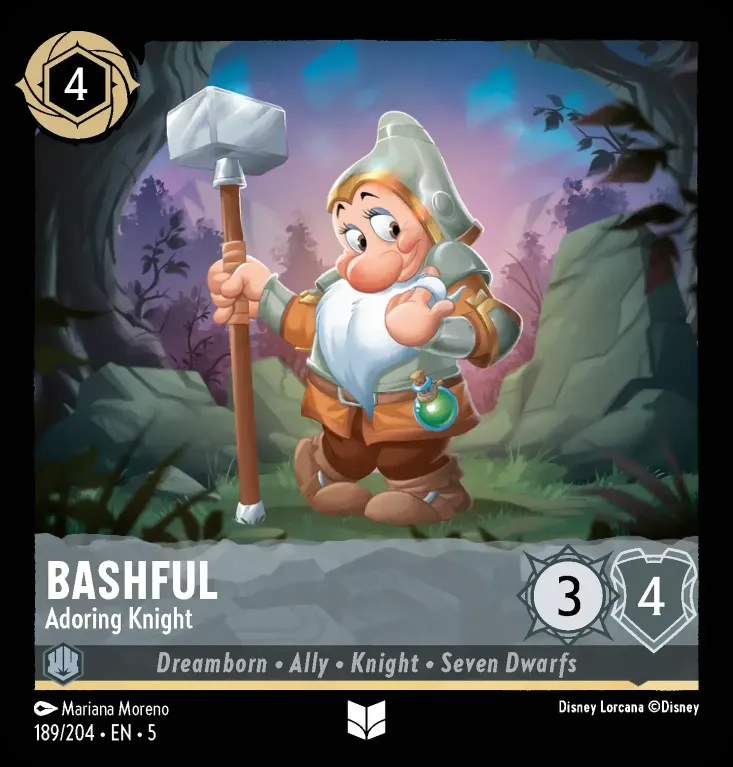 4
BASHFUL
Adoring Knight
3
4
Dreamborn • Ally • Knight • Seven Dwarfs
Mariana Moreno
Disney Lorcana ©Disney
189/204 • EN • 5